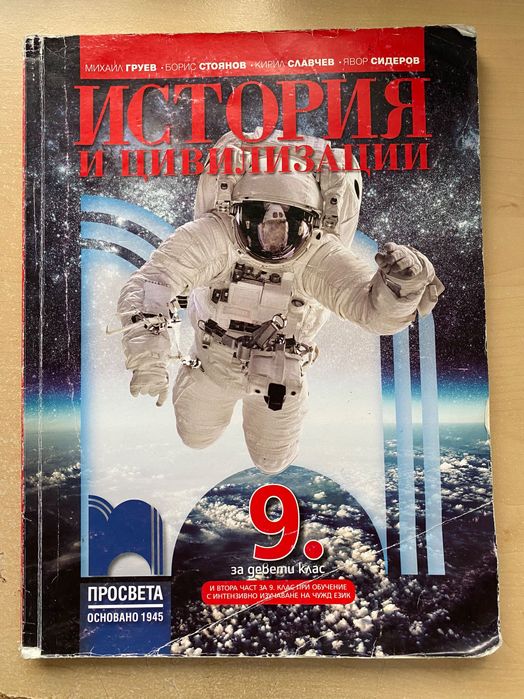 МИХАИЛ ГРУЕВ • БОРИС СТОЯНОВ • КИРИЛ СЛАВЧЕВ • ЯВОР СИДЕРОВ
ИСТОРИЯ
И ЦИВИЛИЗАЦИИ
9.
за девети клас
И ВТОРА ЧАСТ ЗА 9. КЛАС ПРИ ОБУЧЕНИЕ
С ИНТЕНЗИВНО ИЗУЧАВАНЕ НА ЧУЖД ЕЗИК
ПРОСВЕТА
ОСНОВАНО 1945